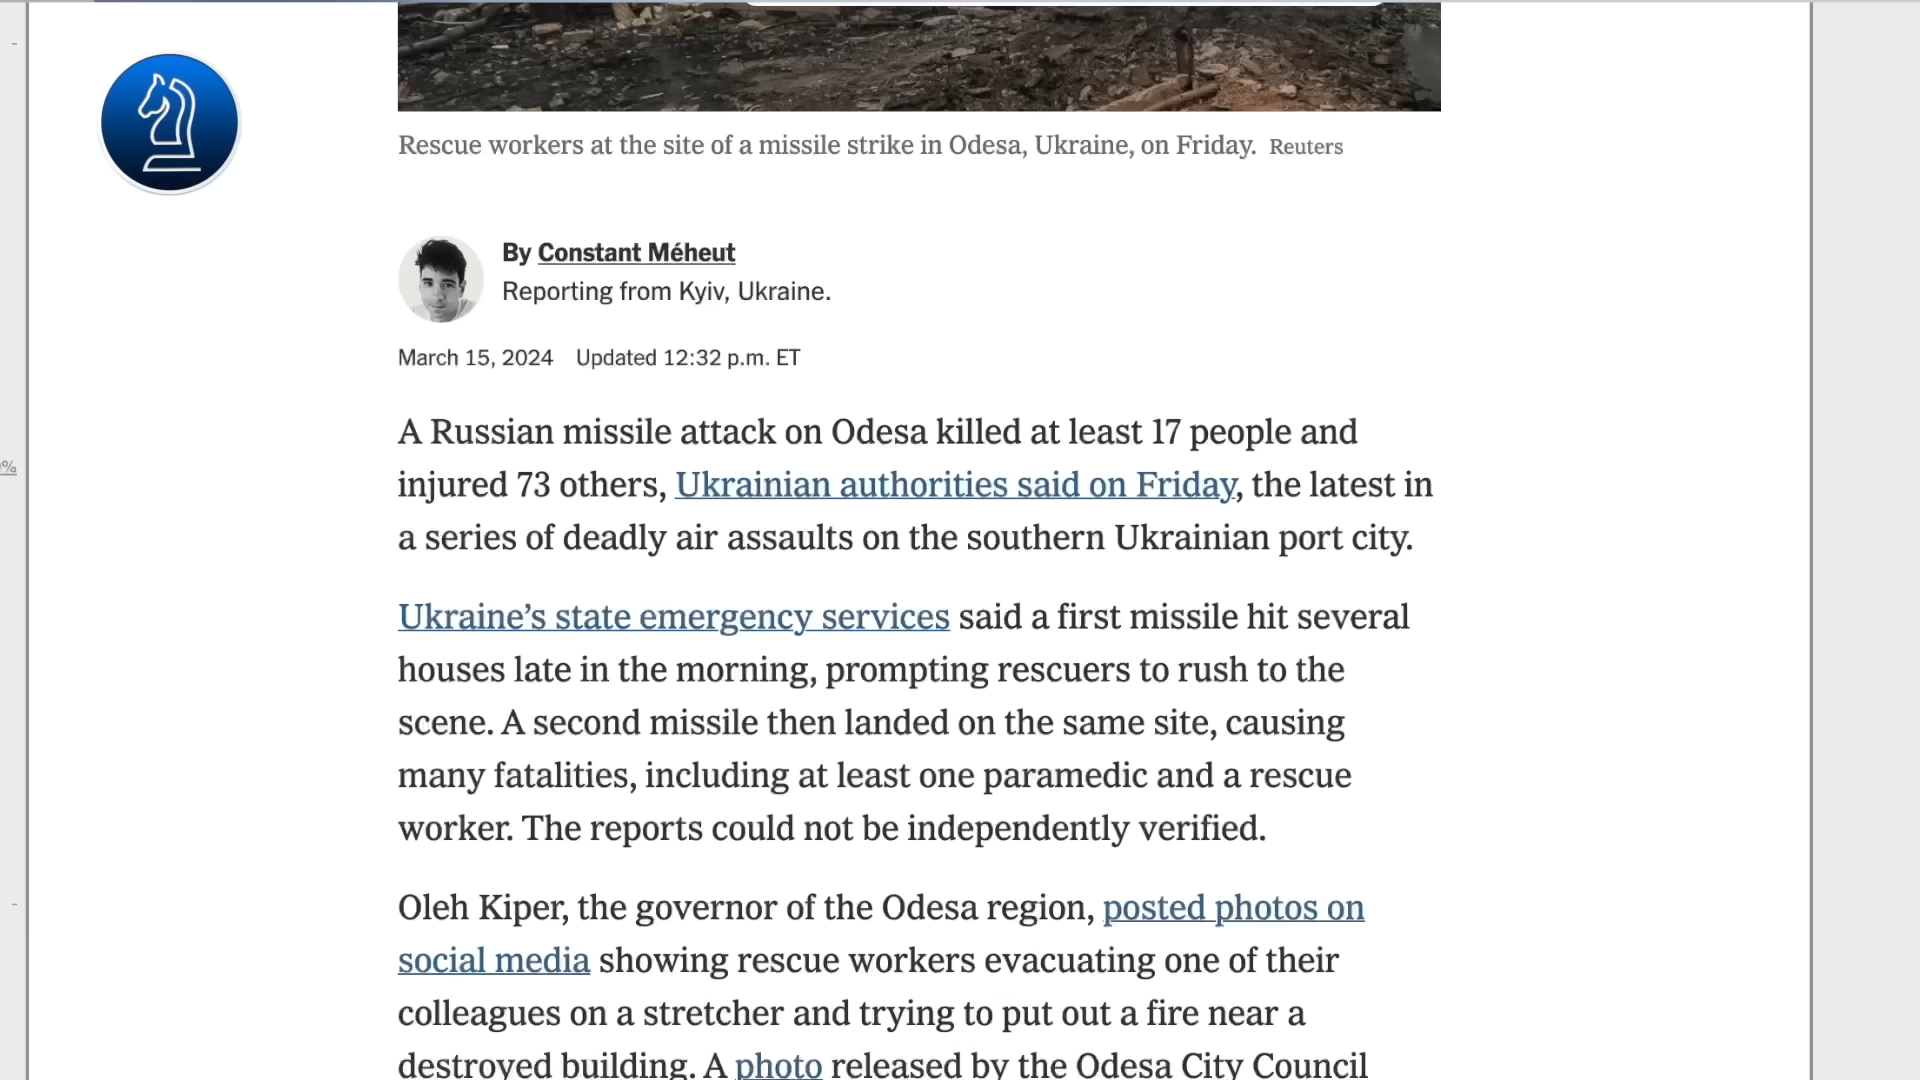 Rescue workers at the site of a missile strike in Odesa, Ukraine, on Friday. Reuters
By Constant Méheut
Reporting from Kyiv, Ukraine.
March 15, 2024 Updated 12:32 p.m. ET
A Russian missile attack on Odesa killed at least 17 people and
injured 73 others, Ukrainian authorities said on Friday, the latest in
a series of deadly air assaults on the southern Ukrainian port city.
%
Ukraine’s state emergency services said a first missile hit several
houses late in the morning, prompting rescuers to rush to the
scene. A second missile then landed on the same site, causing
many fatalities, including at least one paramedic and a rescue
worker. The reports could not be independently verified.
Oleh Kiper, the governor of the Odesa region, posted photos on
social media showing rescue workers evacuating one of their
colleagues on a stretcher and trying to put out a fire near a
destroyed building. A photo released by the Odesa City Council